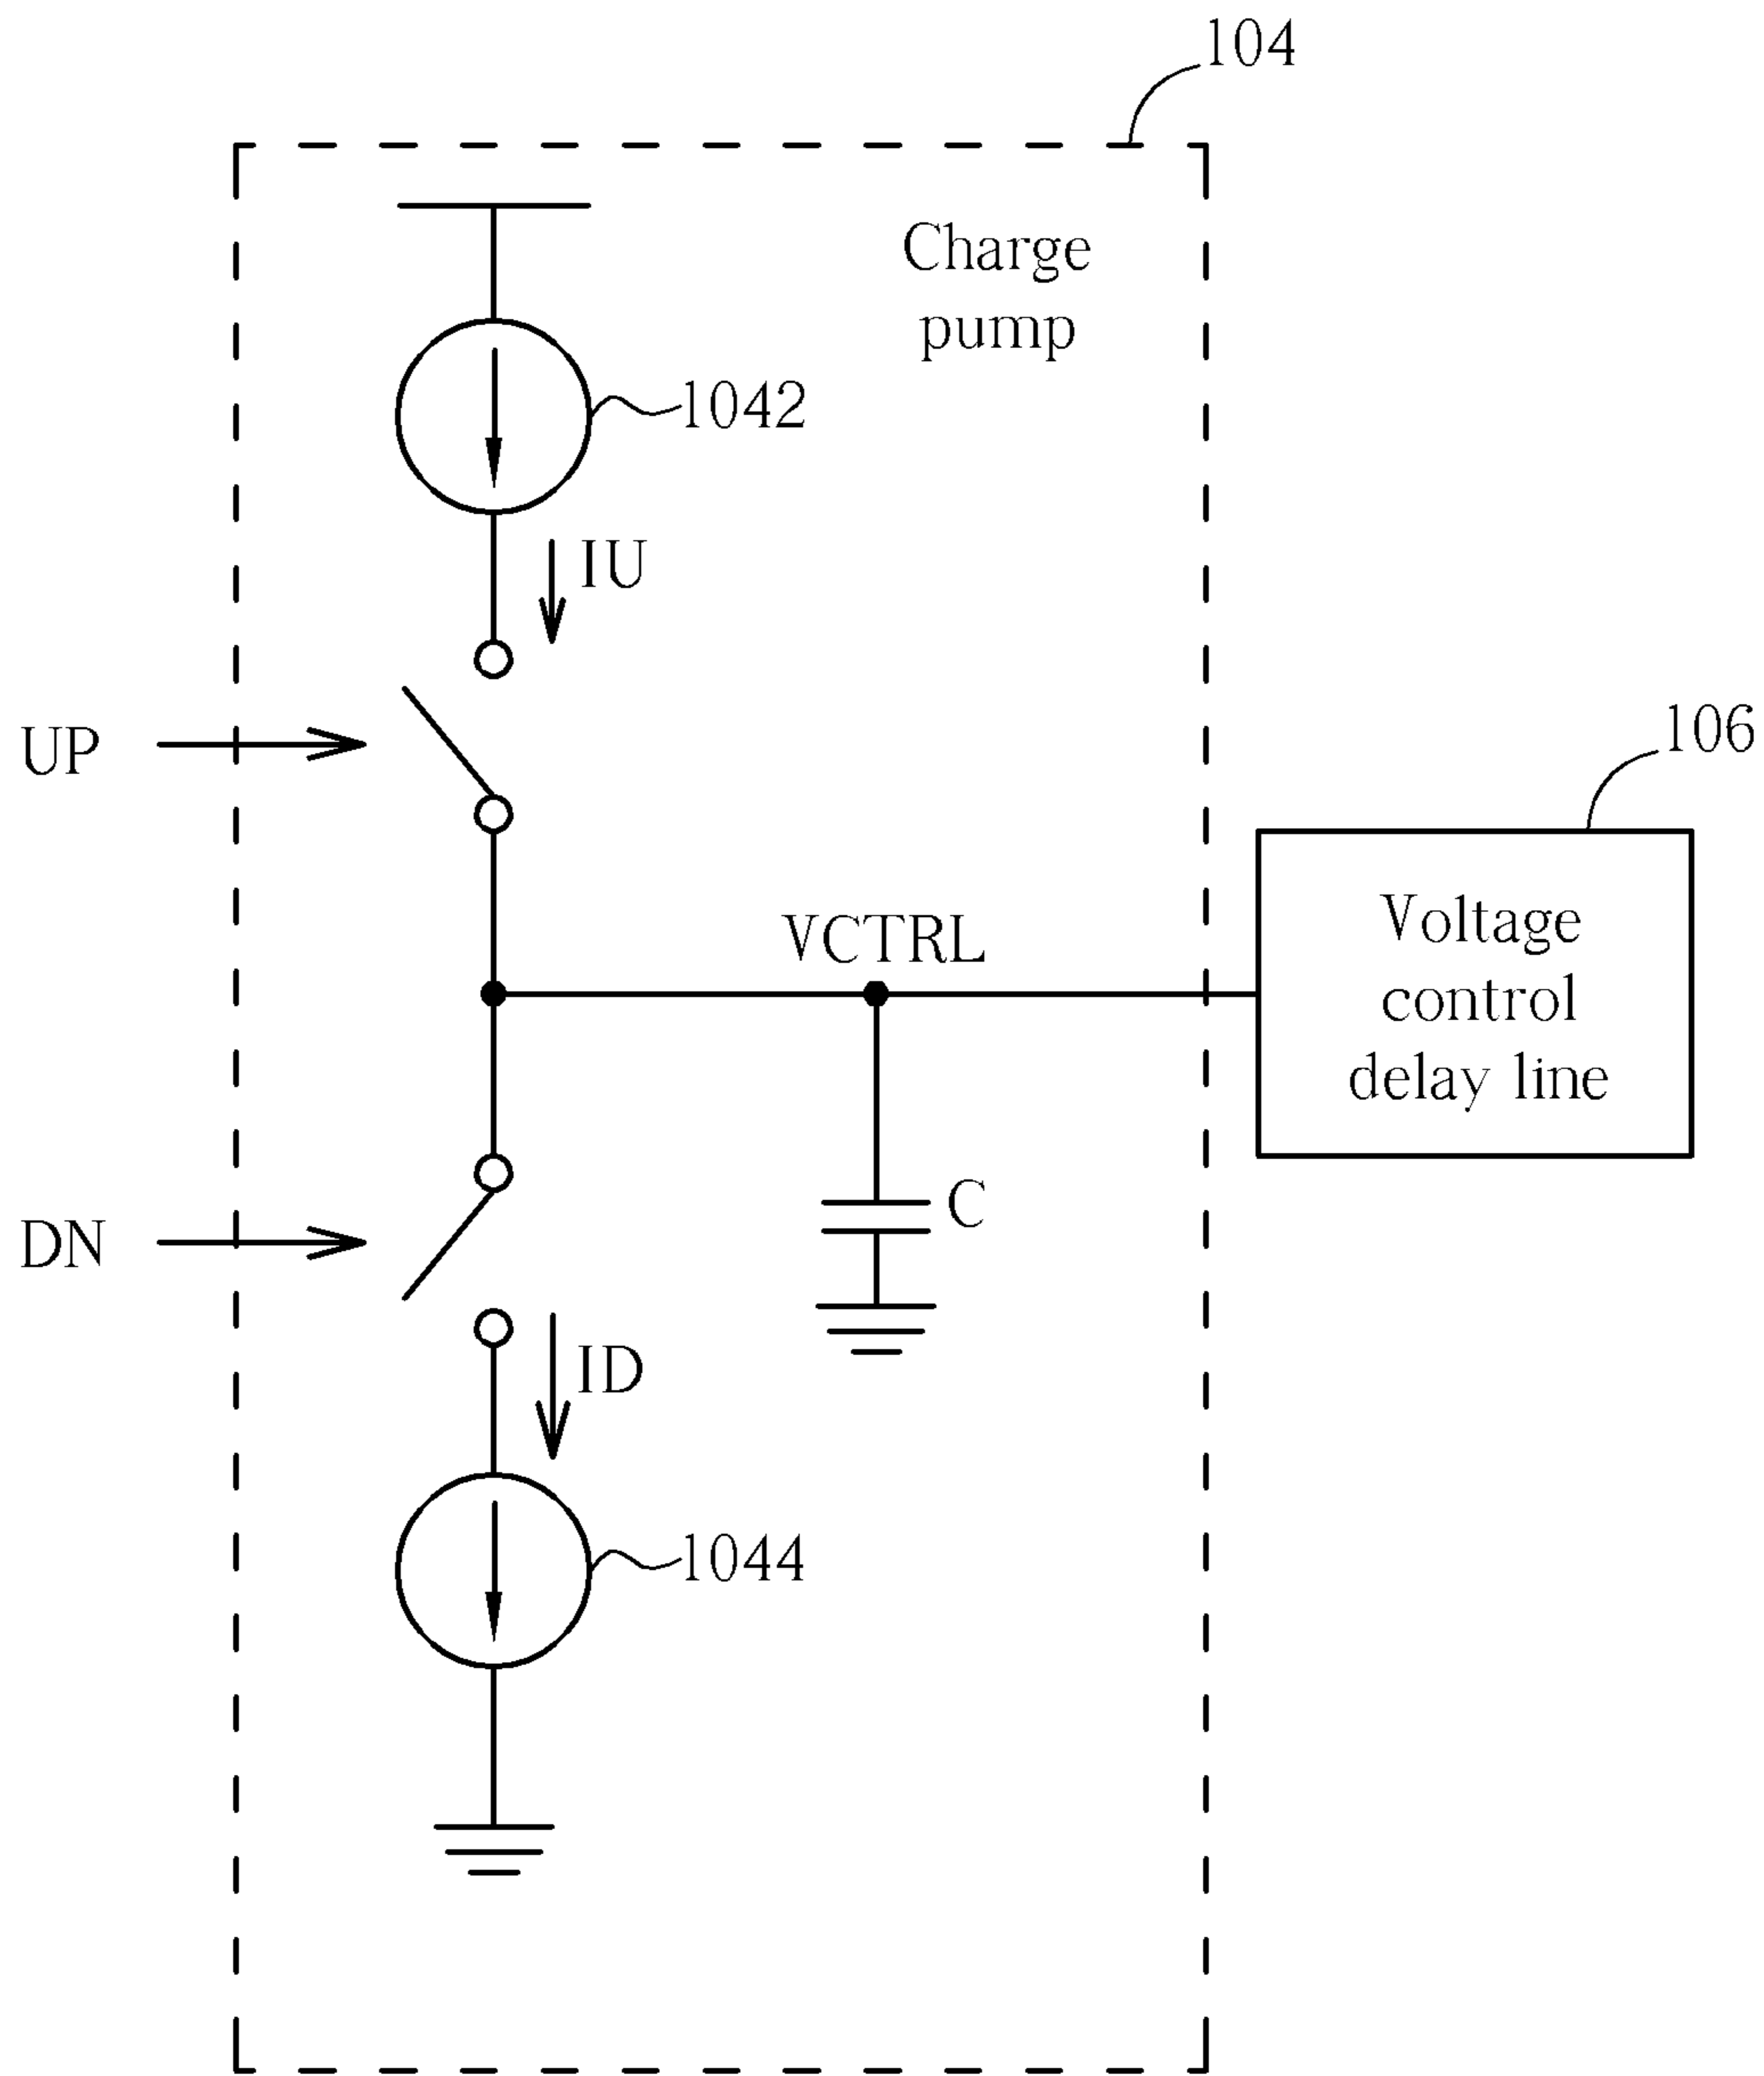 104
Charge
pump
1042
IU
UP
106
VCTRL
Voltage
control
delay line
C
DN
ID
1044